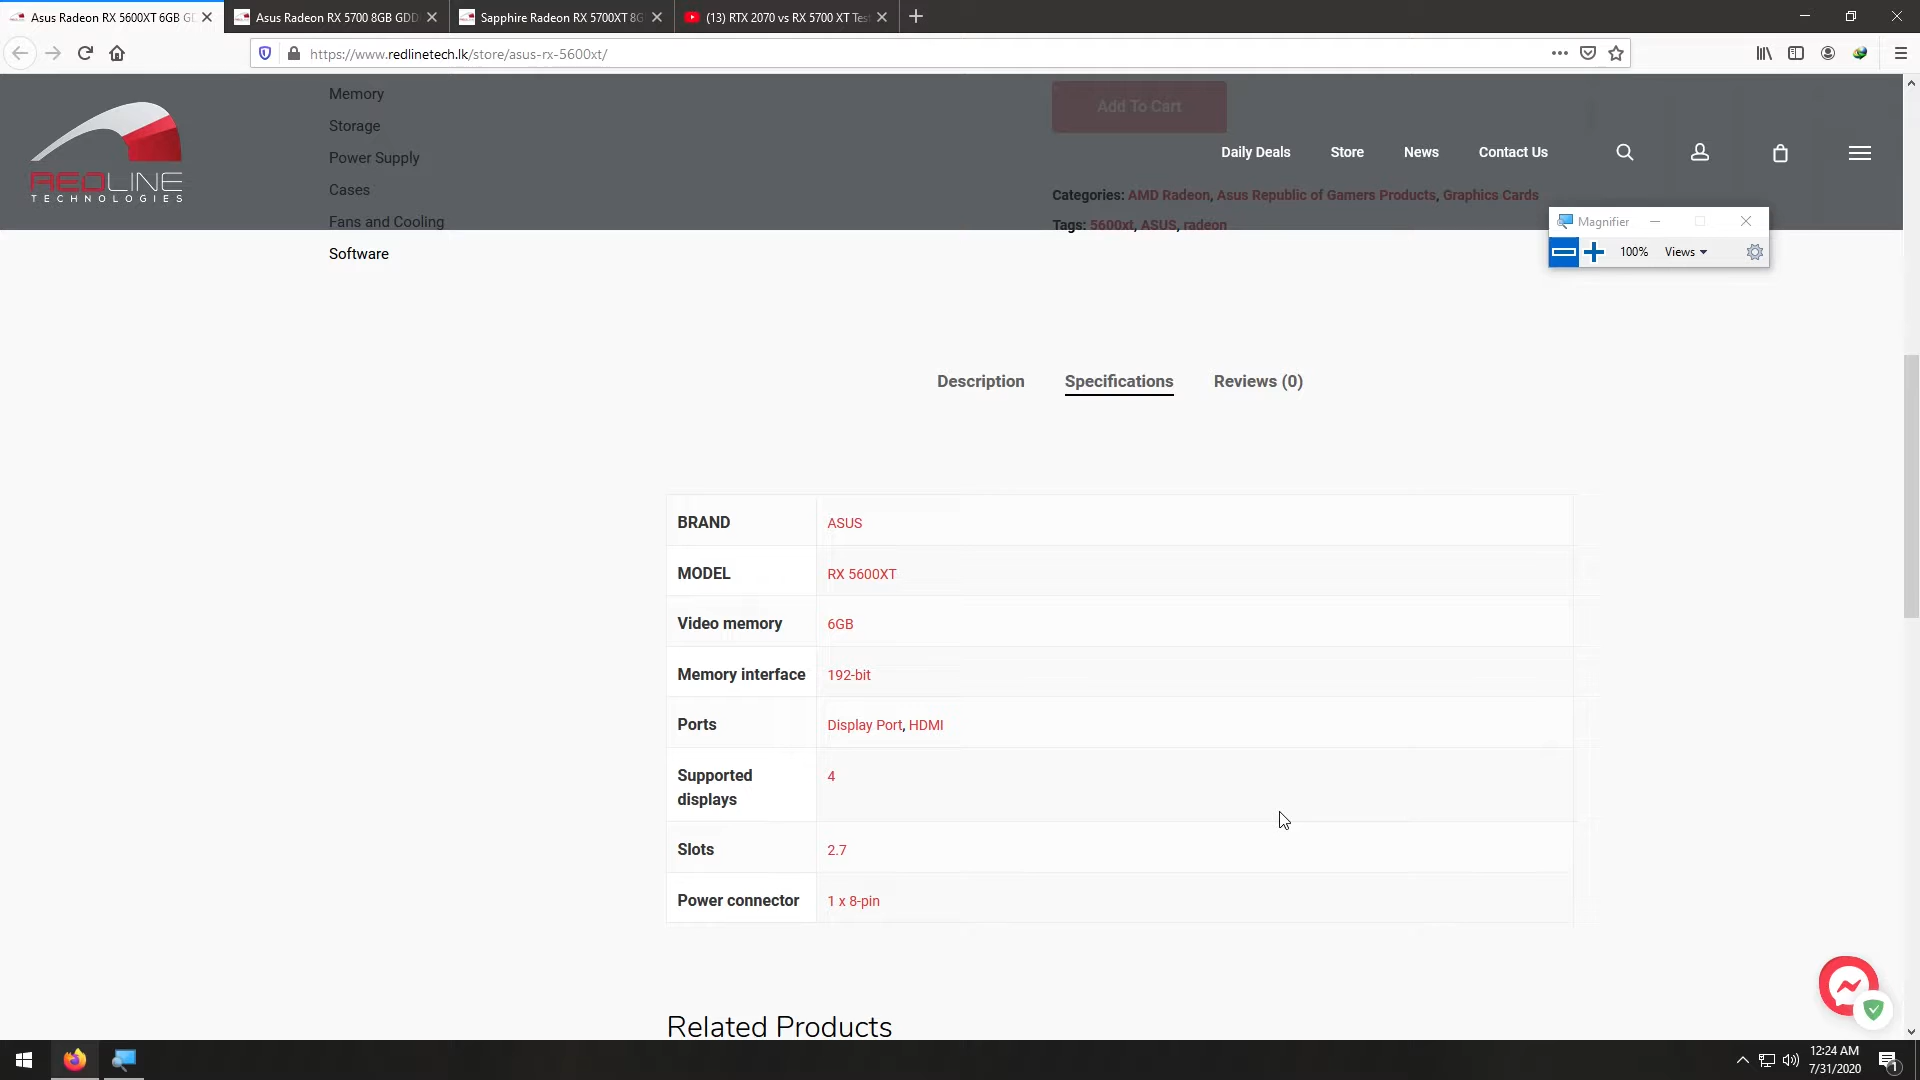 Asus Radeon RX 5600XT 6GB GD
Asus Radeon RX 5700 8GB GDD
Sapphire Radeon RX 5700XT 8G
(13) RTX 2070 vs RX 5700 XT Tes
https://www.redlinetech.lk/store/asus-rx-5600xt/
REDLINE
TECHNOLOGIES
Memory
Storage
Power Supply
Cases
Fans and Cooling
Software
Add To Cart
Daily Deals
Store
News
Contact Us
Categories: AMD Radeon, Asus Republic of Gamers Products, Graphics Cards
Tags: 5600xt, ASUS, radeon
Magnifier
100%
Views
Description
Specifications
Reviews (0)
BRAND
ASUS
MODEL
RX 5600XT
Video memory
6GB
Memory interface
192-bit
Ports
Display Port, HDMI
Supported
displays
4
Slots
2.7
Power connector
1 x 8-pin
Related Products
12:24 AM
7/31/2020
1